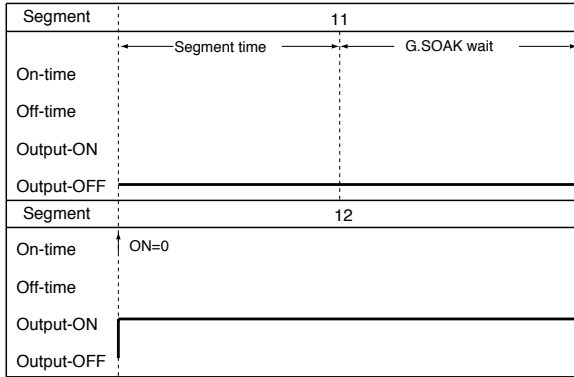 Segment 11
Segment time G.SOAK wait
On-time
Off-time
Output-ON
Output-OFF
Segment 12
On-time ON=0
Off-time
Output-ON
Output-OFF